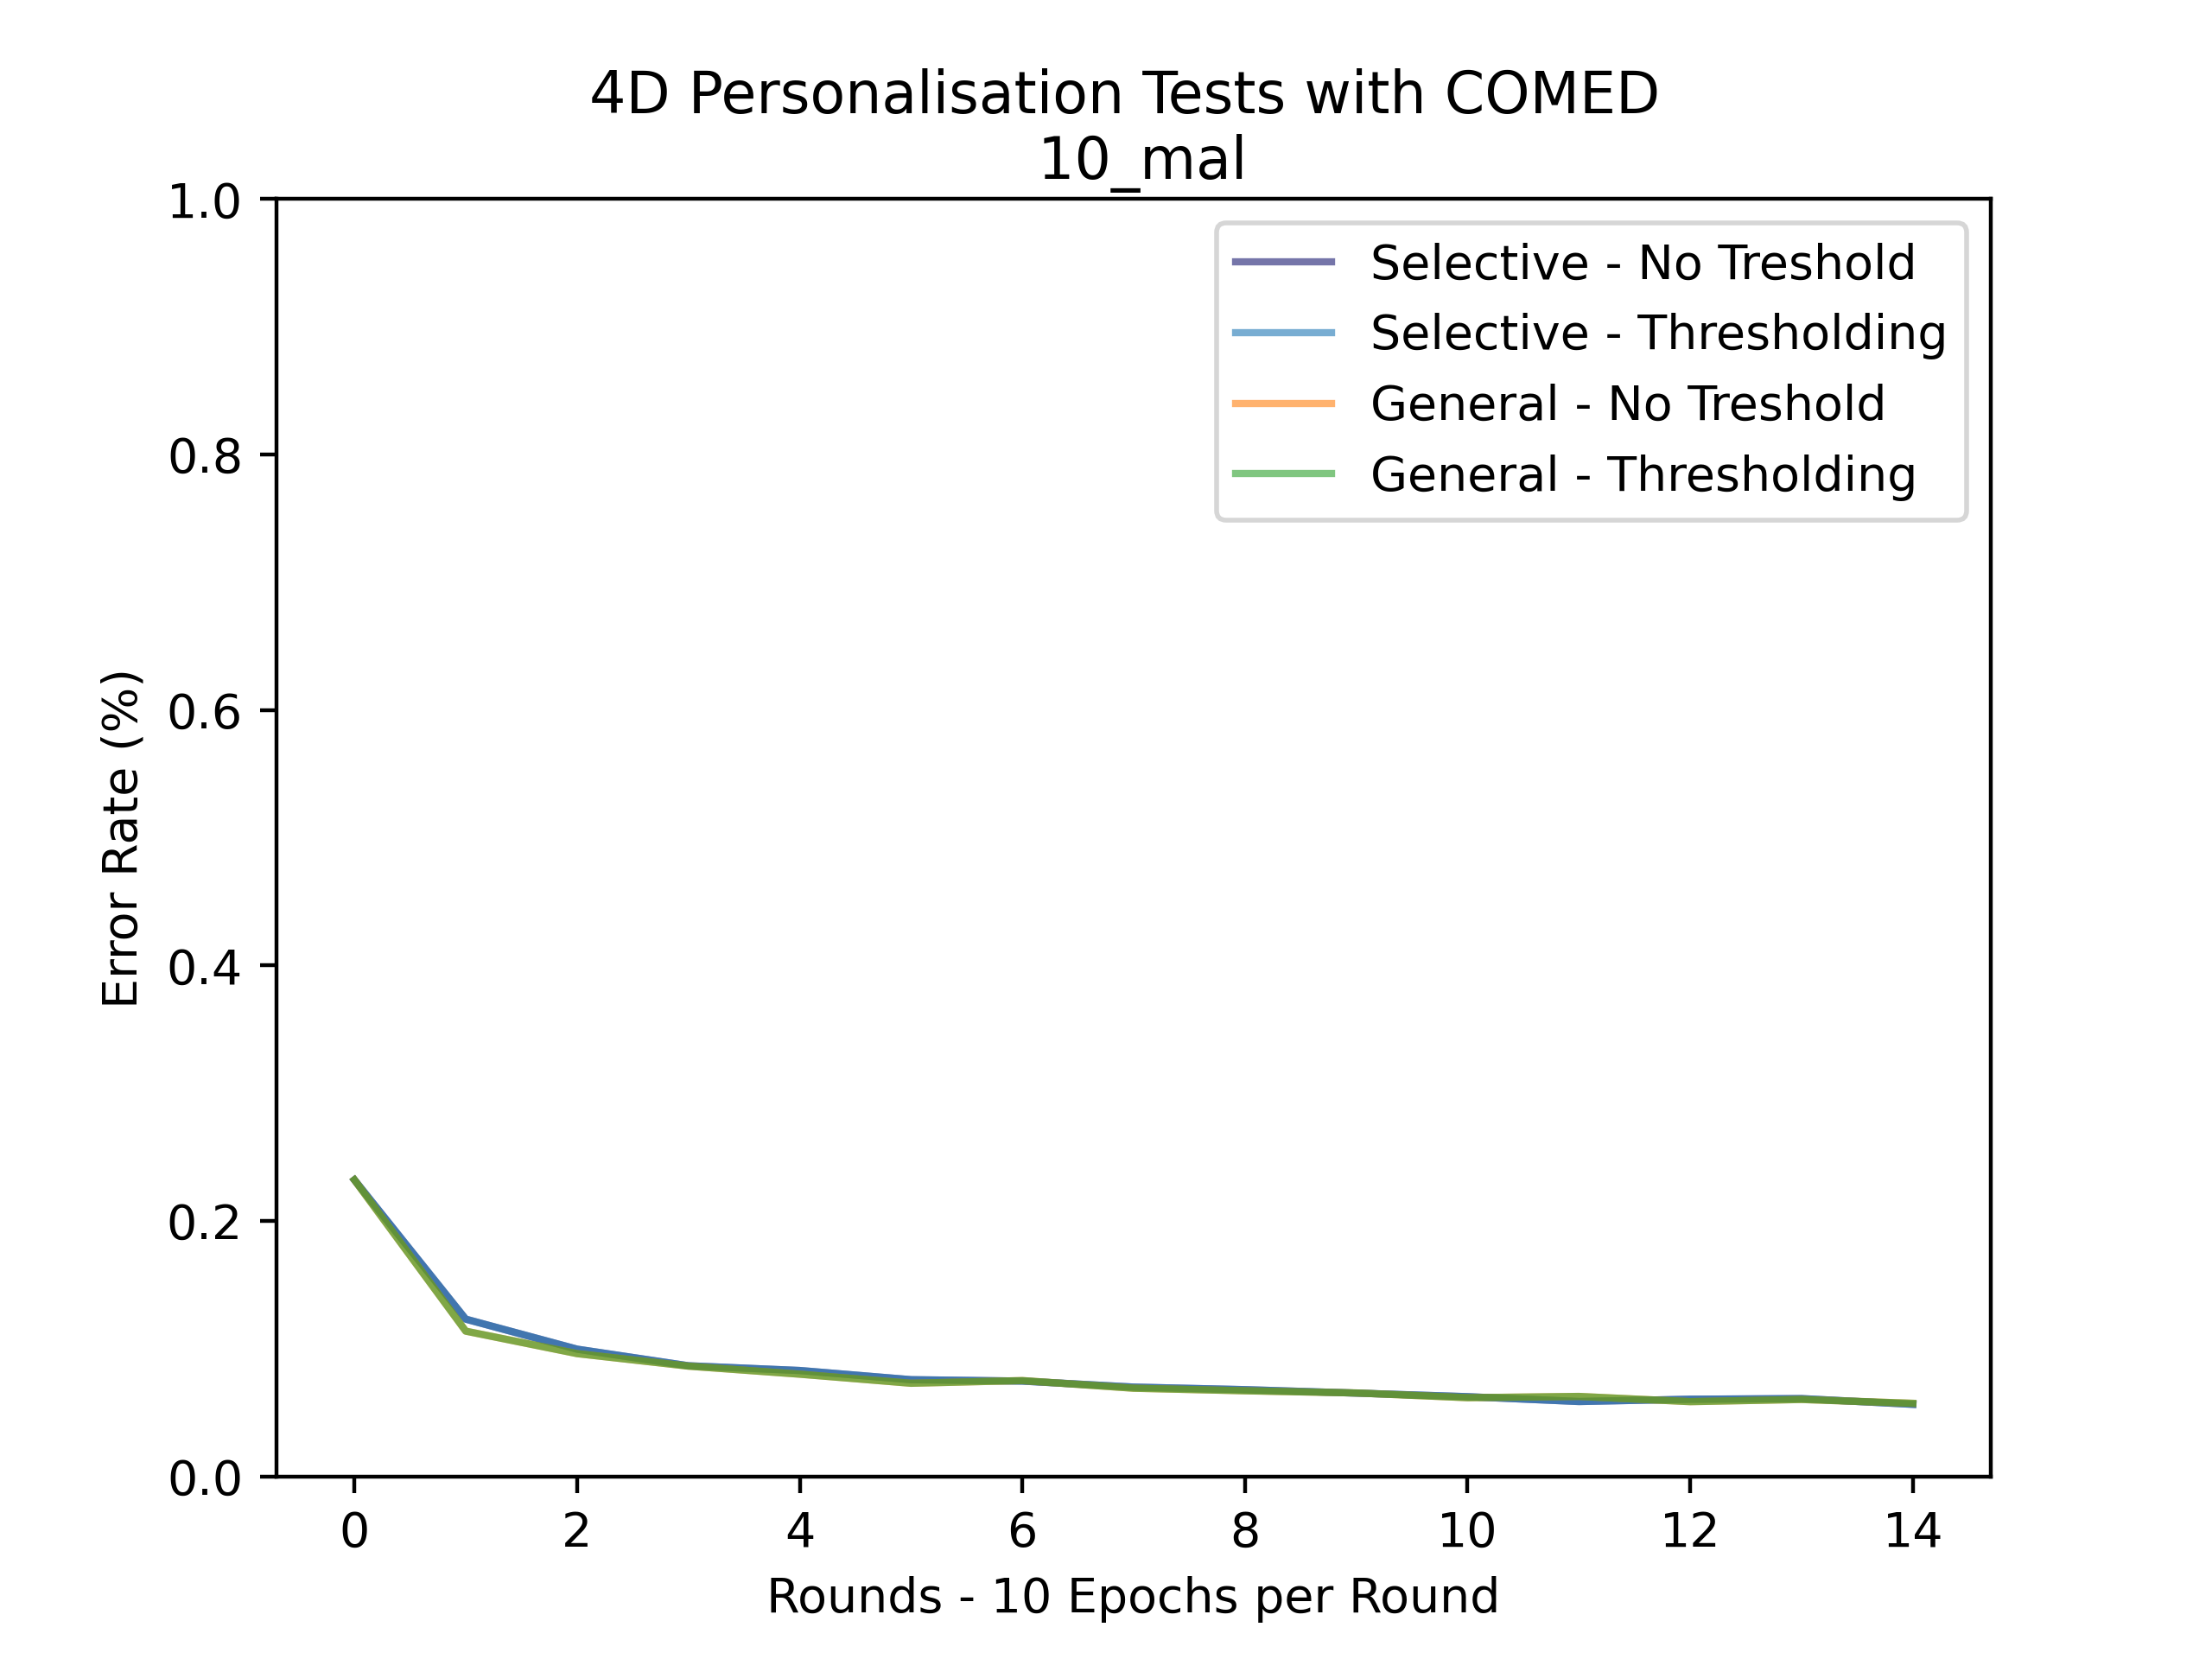 4D Personalisation Tests with COMED
10_mal
1.0
0.8
0.6
0.4
0.2
0.0
Error Rate (%)
Selective - No Treshold
Selective - Thresholding
General - No Treshold
General - Thresholding
0 2 4 6 8 10 12 14
Rounds - 10 Epochs per Round